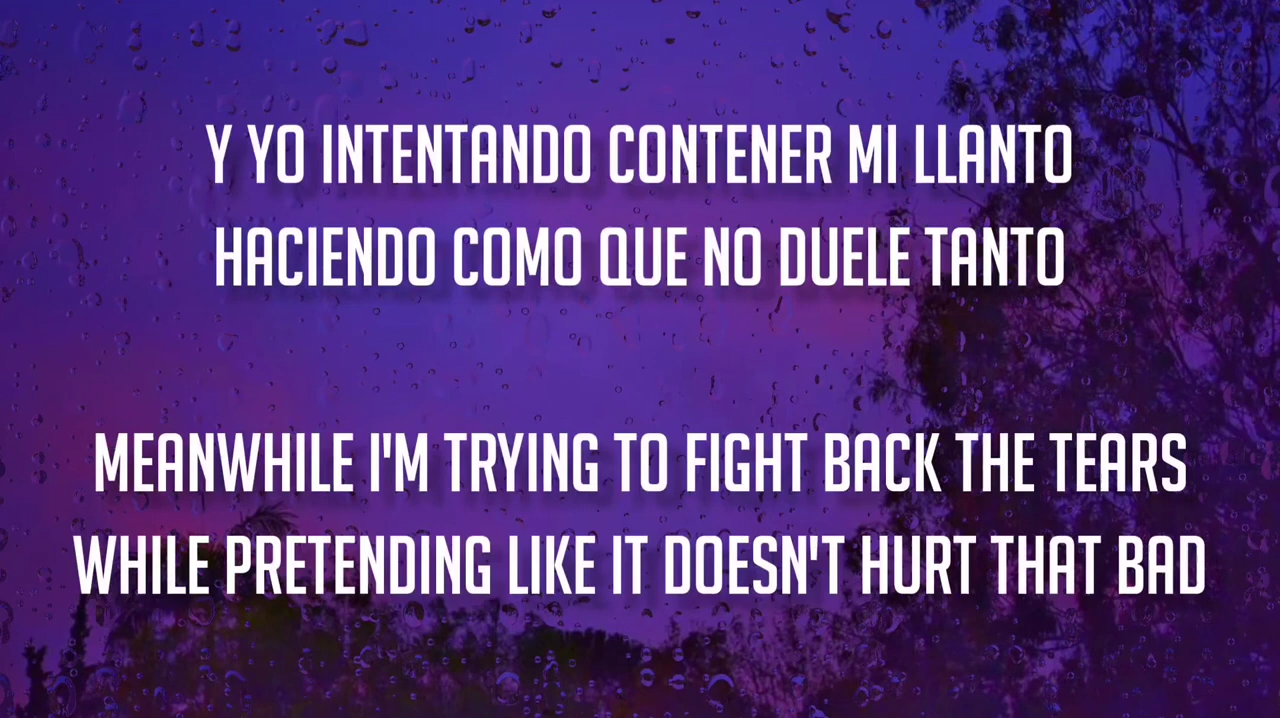 Y YO INTENTANDO CONTENER MI LLANTO
HACIENDO COMO QUE NO DUELE TANTO
MEANWHILE I'M TRYING TO FIGHT BACK THE TEARS
WHILE PRETENDING LIKE IT DOESN'T HURT THAT BAD